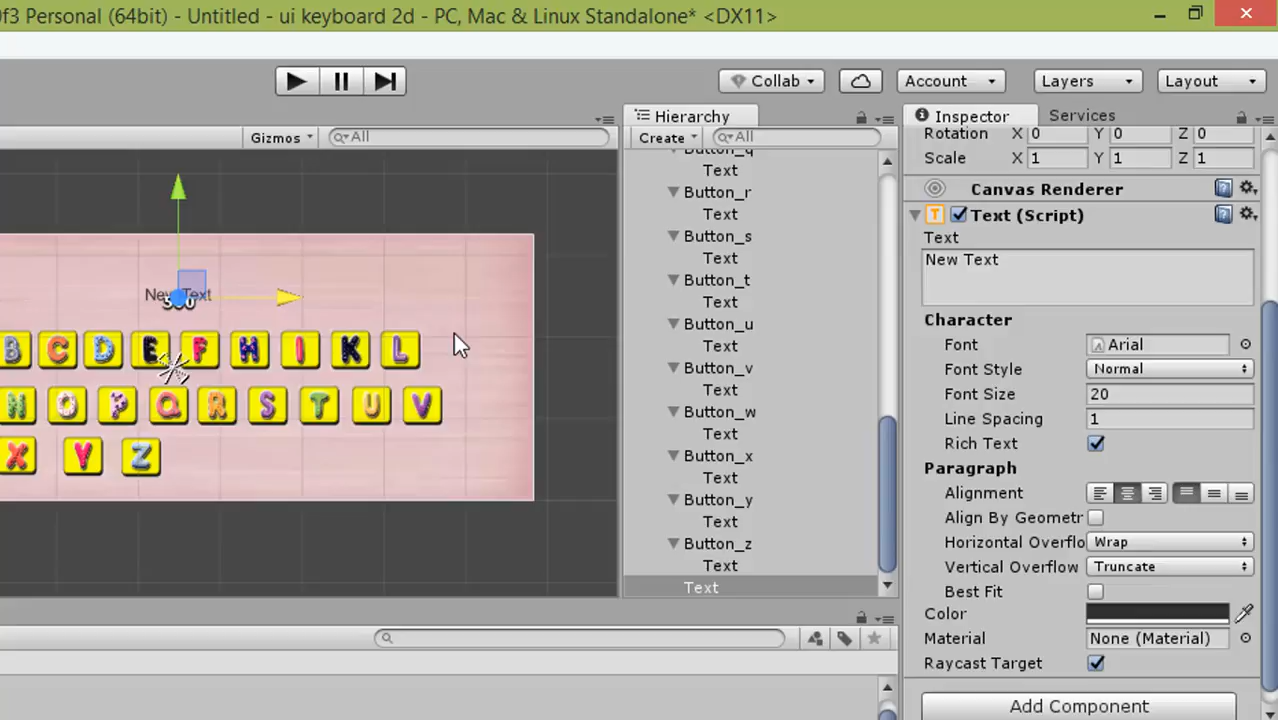 0f3 Personal (64bit) - Untitled - ui keyboard 2d - PC, Mac & Linux Standalone* <DX11>
Collab
Account
Layers
Layout
Hierarchy
Inspector
Services
Gizmos
All
Create
All
Rotation X 0 Y 0 Z 0
Scale X 1 Y 1 Z 1
Button_q
Text
Button_r
Text
Button_s
Text
Button_t
Text
Button_u
Text
Button_v
Text
Button_w
Text
Button_x
Text
Button_y
Text
Button_z
Text
Text
Canvas Renderer
Text (Script)
Text
New Text
Character
Font Arial
Font Style Normal
Font Size 20
Line Spacing 1
Rich Text
Paragraph
Alignment
Align By Geometr
Horizontal Overflo Wrap
Vertical Overflow Truncate
Best Fit
Color
Material None (Material)
Raycast Target
Add Component
New Text
B C D E F H I K L
N O P Q R S T U V
X Y Z